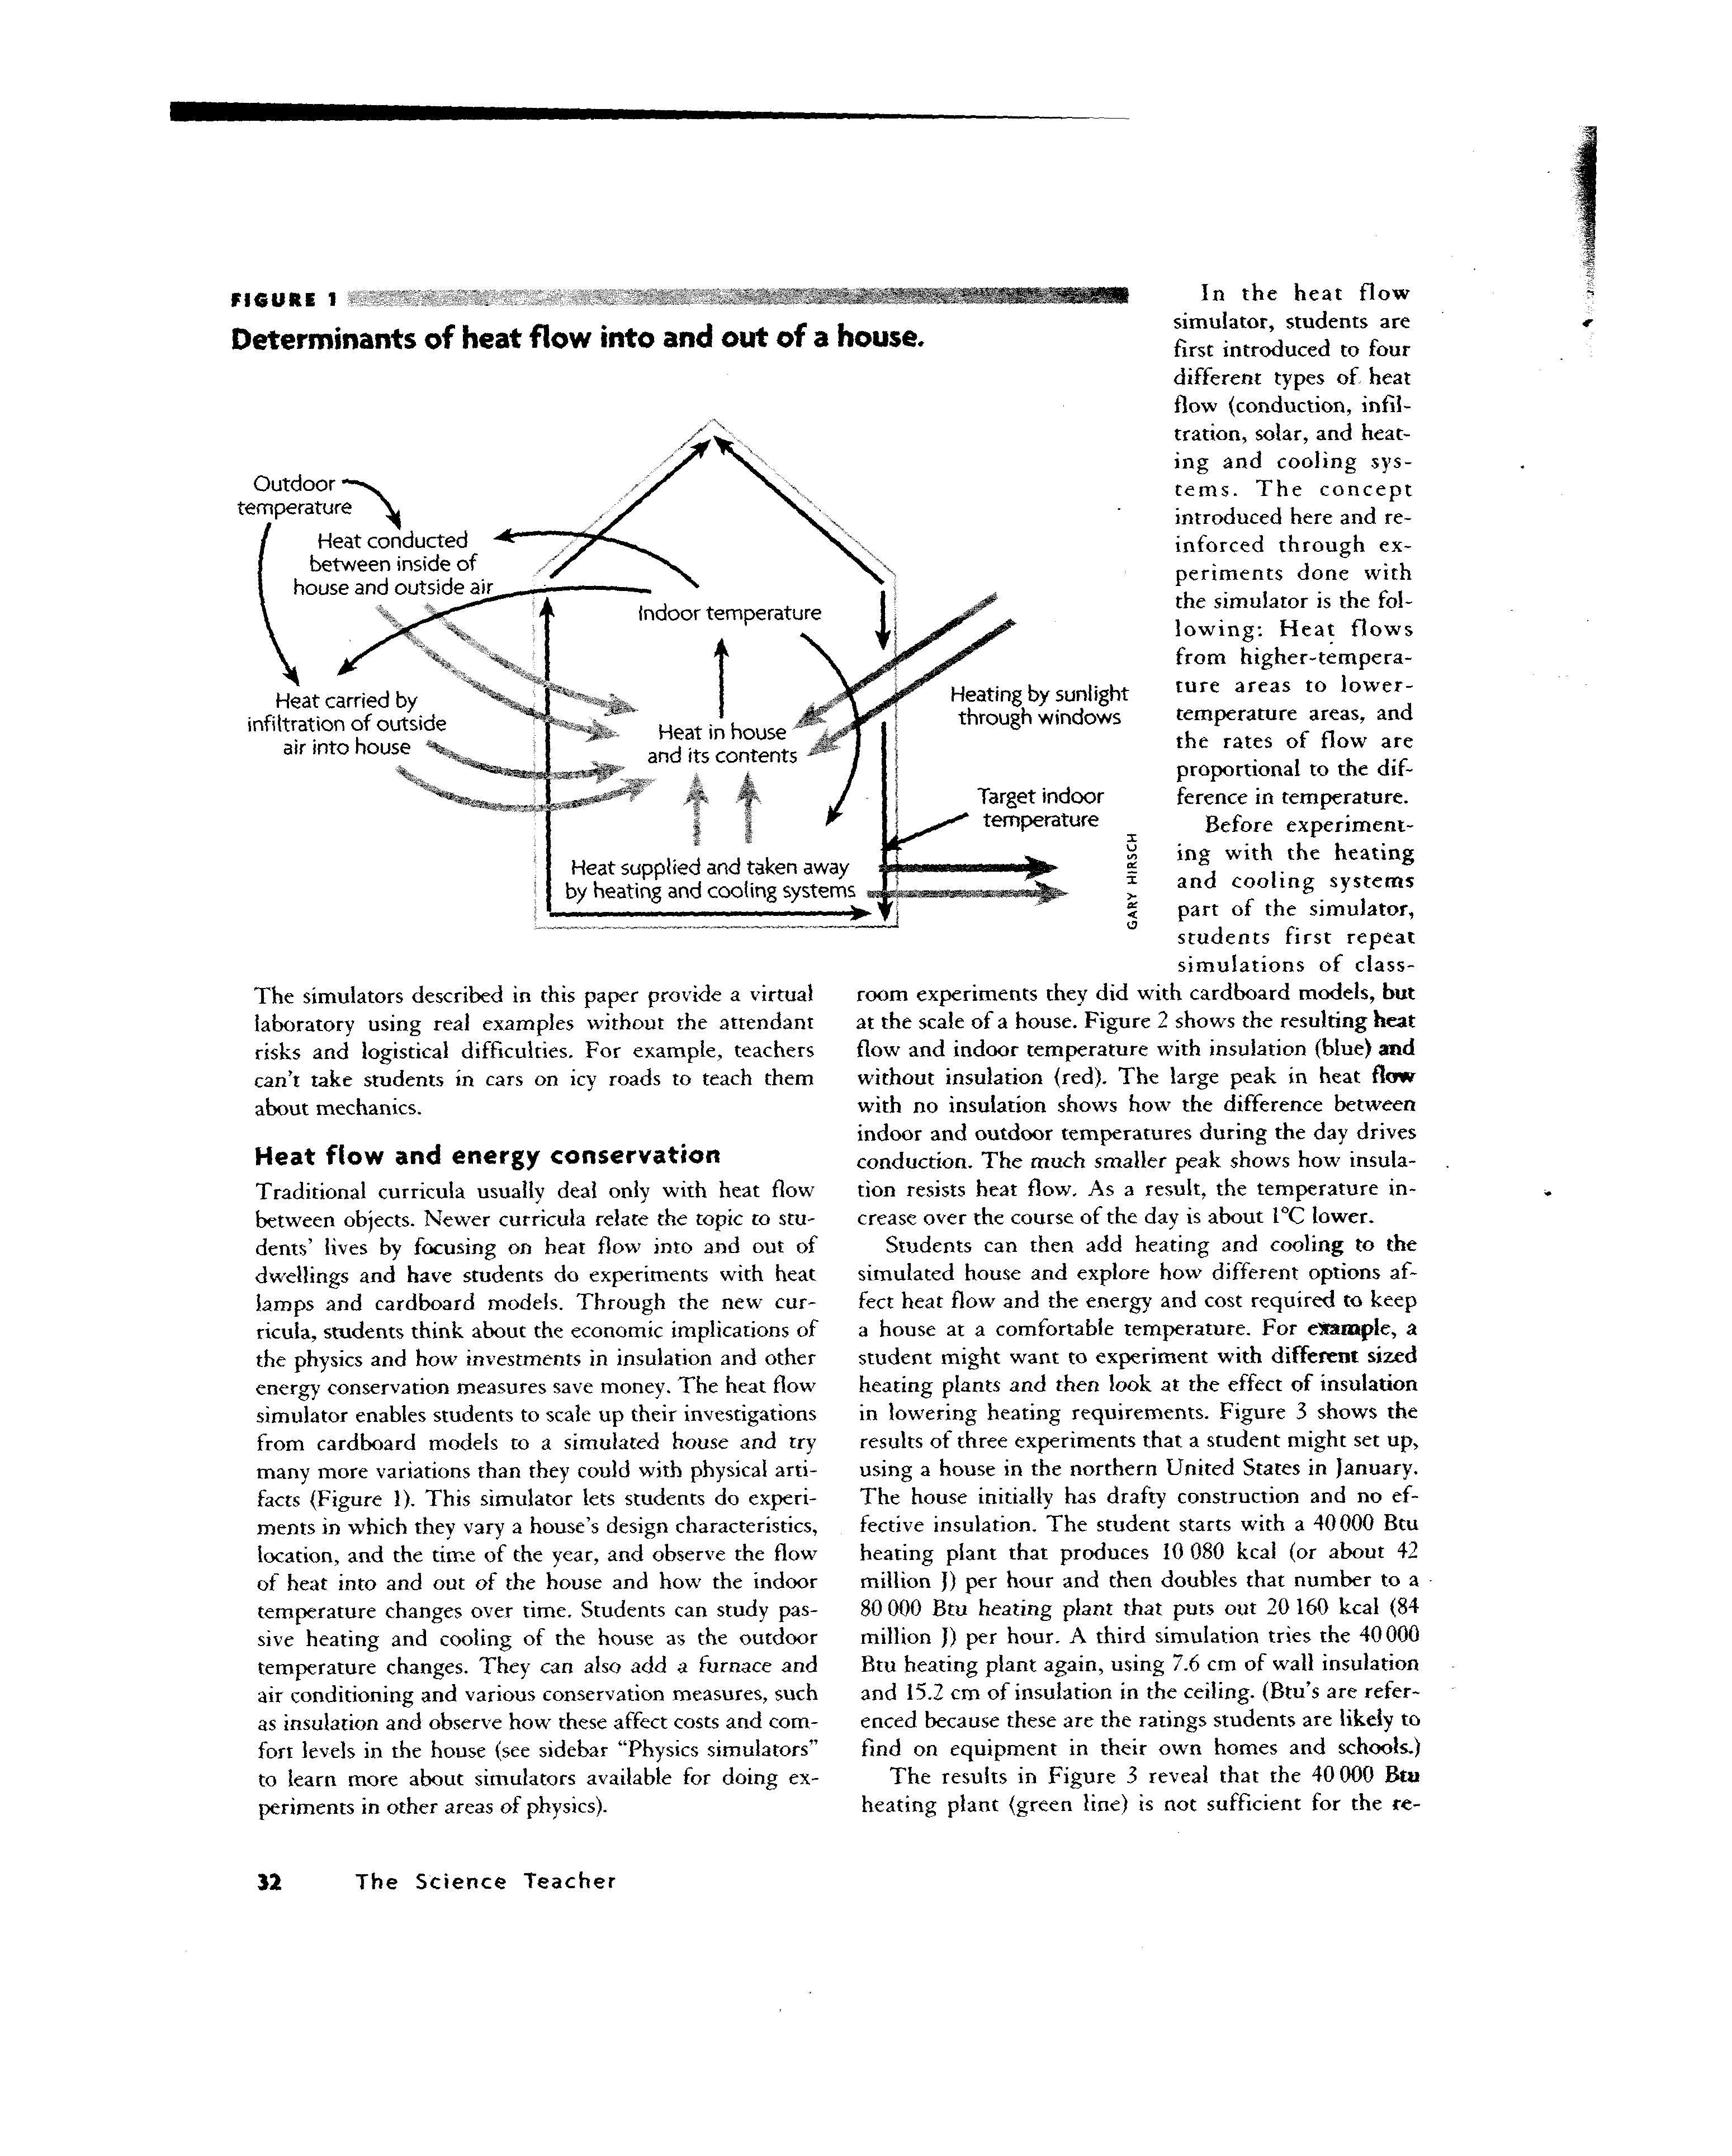 FIGURE 1
Determinants of heat flow into and out of a house.
Outdoor
temperature
Heat conducted
between inside of
house and outside air
Indoor temperature
Heat carried by
infiltration of outside
air into house
Heat in house
and its contents
Heating by sunlight
through windows
Target indoor
temperature
Heat supplied and taken away
by heating and cooling systems
GARY HIRSCH
The simulators described in this paper provide a virtual
laboratory using real examples without the attendant
risks and logistical difficulties. For example, teachers
can't take students in cars on icy roads to teach them
about mechanics.
Heat flow and energy conservation
Traditional curricula usually deal only with heat flow
between objects. Newer curricula relate the topic to stu-
dents' lives by focusing on heat flow into and out of
dwellings and have students do experiments with heat
lamps and cardboard models. Through the new cur-
ricula, students think about the economic implications of
the physics and how investments in insulation and other
energy conservation measures save money. The heat flow
simulator enables students to scale up their investigations
from cardboard models to a simulated house and try
many more variations than they could with physical arti-
facts (Figure 1). This simulator lets students do experi-
ments in which they vary a house's design characteristics,
location, and the time of the year, and observe the flow
of heat into and out of the house and how the indoor
temperature changes over time. Students can study pas-
sive heating and cooling of the house as the outdoor
temperature changes. They can also add a furnace and
air conditioning and various conservation measures, such
as insulation and observe how these affect costs and com-
fort levels in the house (see sidebar "Physics simulators"
to learn more about simulators available for doing ex-
periments in other areas of physics).
In the heat flow
simulator, students are
first introduced to four
different types of heat
flow (conduction, infil-
tration, solar, and heat-
ing and cooling sys-
tems. The concept
introduced here and re-
inforced through ex-
periments done with
the simulator is the fol-
lowing: Heat flows
from higher-tempera-
ture areas to lower-
temperature areas, and
the rates of flow are
proportional to the dif-
ference in temperature.
Before experiment-
ing with the heating
and cooling systems
part of the simulator,
students first repeat
simulations of class-
room experiments they did with cardboard models, but
at the scale of a house. Figure 2 shows the resulting heat
flow and indoor temperature with insulation (blue) and
without insulation (red). The large peak in heat flow
with no insulation shows how the difference between
indoor and outdoor temperatures during the day drives
conduction. The much smaller peak shows how insula-
tion resists heat flow. As a result, the temperature in-
crease over the course of the day is about 1°C lower.
Students can then add heating and cooling to the
simulated house and explore how different options af-
fect heat flow and the energy and cost required to keep
a house at a comfortable temperature. For example, a
student might want to experiment with different sized
heating plants and then look at the effect of insulation
in lowering heating requirements. Figure 3 shows the
results of three experiments that a student might set up,
using a house in the northern United States in January.
The house initially has drafty construction and no ef-
fective insulation. The student starts with a 40 000 Btu
heating plant that produces 10 080 kcal (or about 42
million J) per hour and then doubles that number to a
80 000 Btu heating plant that puts out 20 160 kcal (84
million J) per hour. A third simulation tries the 40 000
Btu heating plant again, using 7.6 cm of wall insulation
and 15.2 cm of insulation in the ceiling. (Btu's are refer-
enced because these are the ratings students are likely to
find on equipment in their own homes and schools.)
The results in Figure 3 reveal that the 40 000 Btu
heating plant (green line) is not sufficient for the re-
32 The Science Teacher